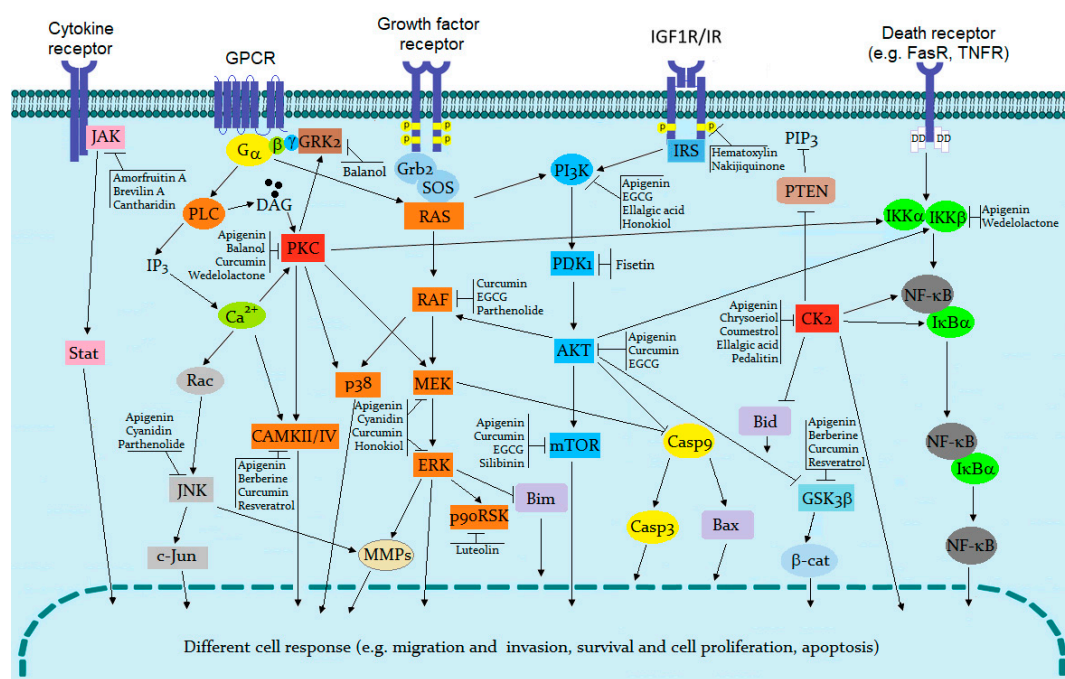 Cytokine
receptor
GPCR
Growth factor
receptor
IGF1R/IR
Death receptor
(e.g. FasR, TNFR)
JAK
Amorfruitin A
Brevilin A
Cantharidin
Gα
β
γ
GRK2
Balanol
P
P
P
P
Grb2
SOS
RAS
P
P
IRS
Hematoxylin
Nakijiquinone
PI3K
Apigenin
EGCG
Ellalgic acid
Honokiol
PIP3
PTEN
DD
DD
DD
IKKα
IKKβ
Apigenin
Wedelolactone
PLC
DAG
IP3
PKC
Apigenin
Balanol
Curcumin
Wedelolactone
PDK1
Fisetin
Ca2+
RAF
Curcumin
EGCG
Parthenolide
NF-κB
IκBα
CK2
Apigenin
Chrysoeriol
Coumestrol
Ellalgic acid
Pedalitin
Stat
Rac
AKT
Apigenin
Curcumin
EGCG
p38
MEK
Apigenin
Cyanidin
Curcumin
Honokiol
Apigenin
Cyanidin
Parthenolide
CAMKII/IV
Apigenin
Berberine
Curcumin
Resveratrol
Apigenin
Curcumin
EGCG
Silibinin
mTOR
Casp9
Bid
Apigenin
Berberine
Curcumin
Resveratrol
NF-κB
IκBα
JNK
ERK
Bim
GSK3β
p90RSK
Luteolin
Casp3
Bax
c-Jun
MMPs
β-cat
NF-κB
Different cell response (e.g. migration and invasion, survival and cell proliferation, apoptosis)